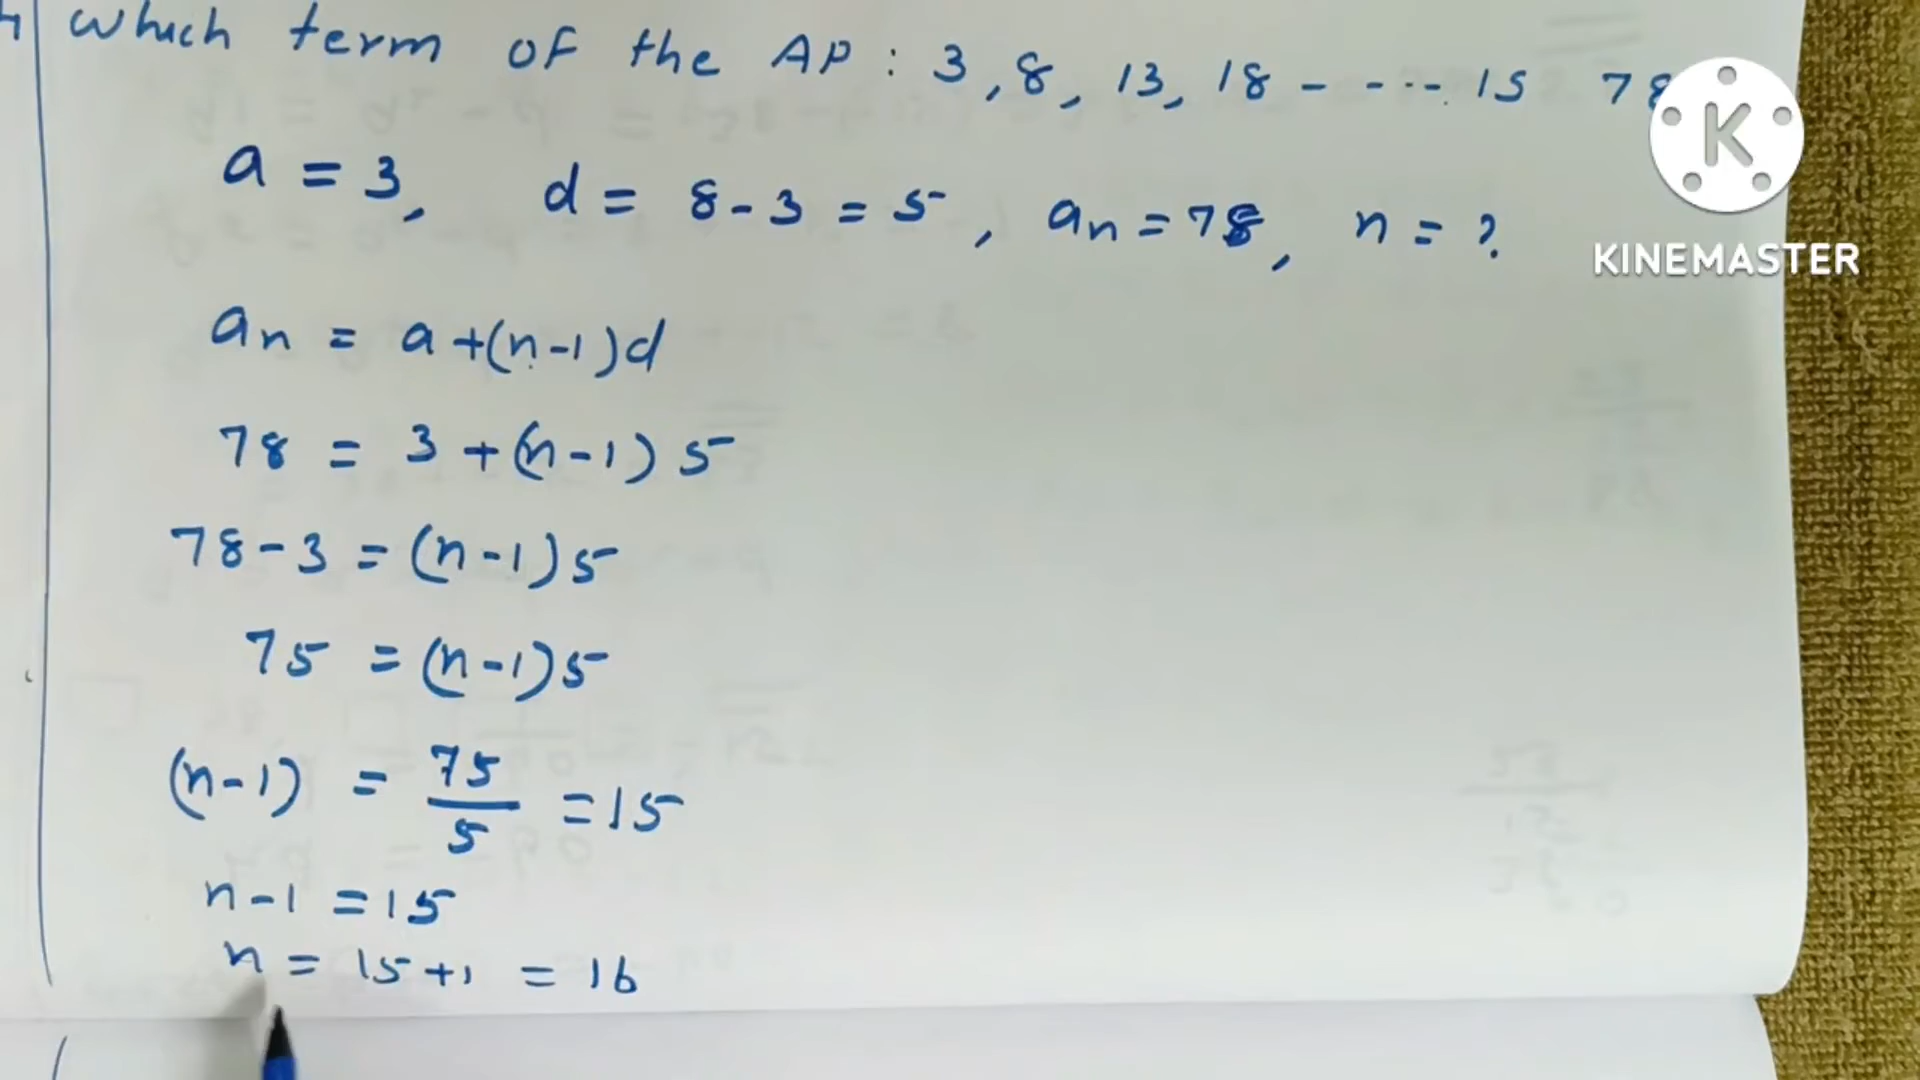 which term of the AP : 3, 8, 13, 18 - - - - - is 78
a = 3, d = 8 - 3 = 5, an = 78, n = ?
KINEMASTER
an = a + (n-1)d
78 = 3 + (n-1) 5
78 - 3 = (n-1) 5
75 = (n-1) 5
(n-1) = 75/5 = 15
n - 1 = 15
n = 15 + 1 = 16